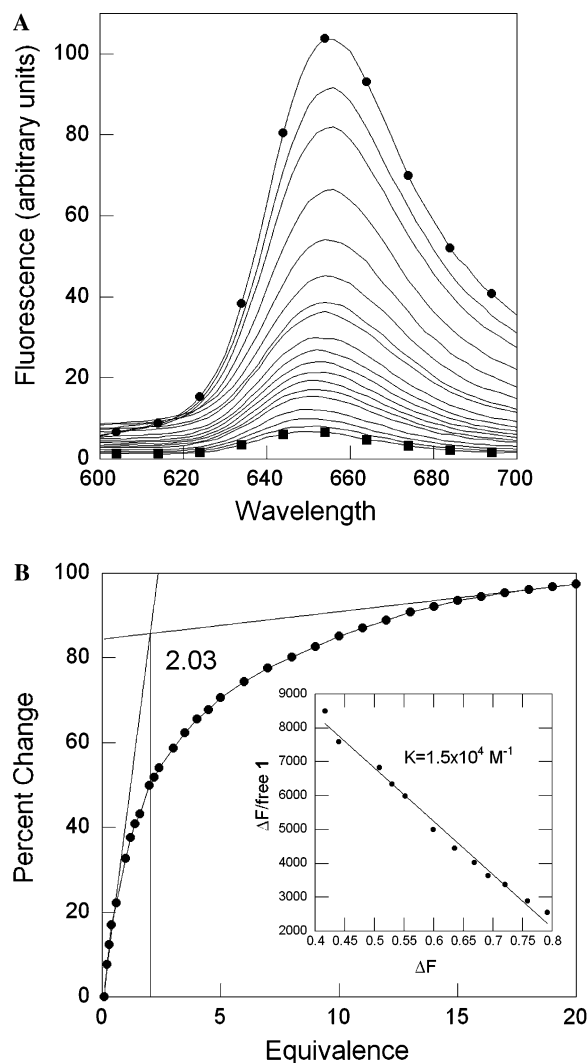 A
Fluorescence (arbitrary units)
100
80
60
40
20
0
600 620 640 660 680 700
Wavelength
B
Percent Change
100
80
60
40
20
0
2.03
ΔF/free 1
9000
8000
7000
6000
5000
4000
3000
2000
K=1.5x10⁴ M⁻¹
0.4 0.45 0.5 0.55 0.6 0.65 0.7 0.75 0.8
ΔF
0 5 10 15 20
Equivalence